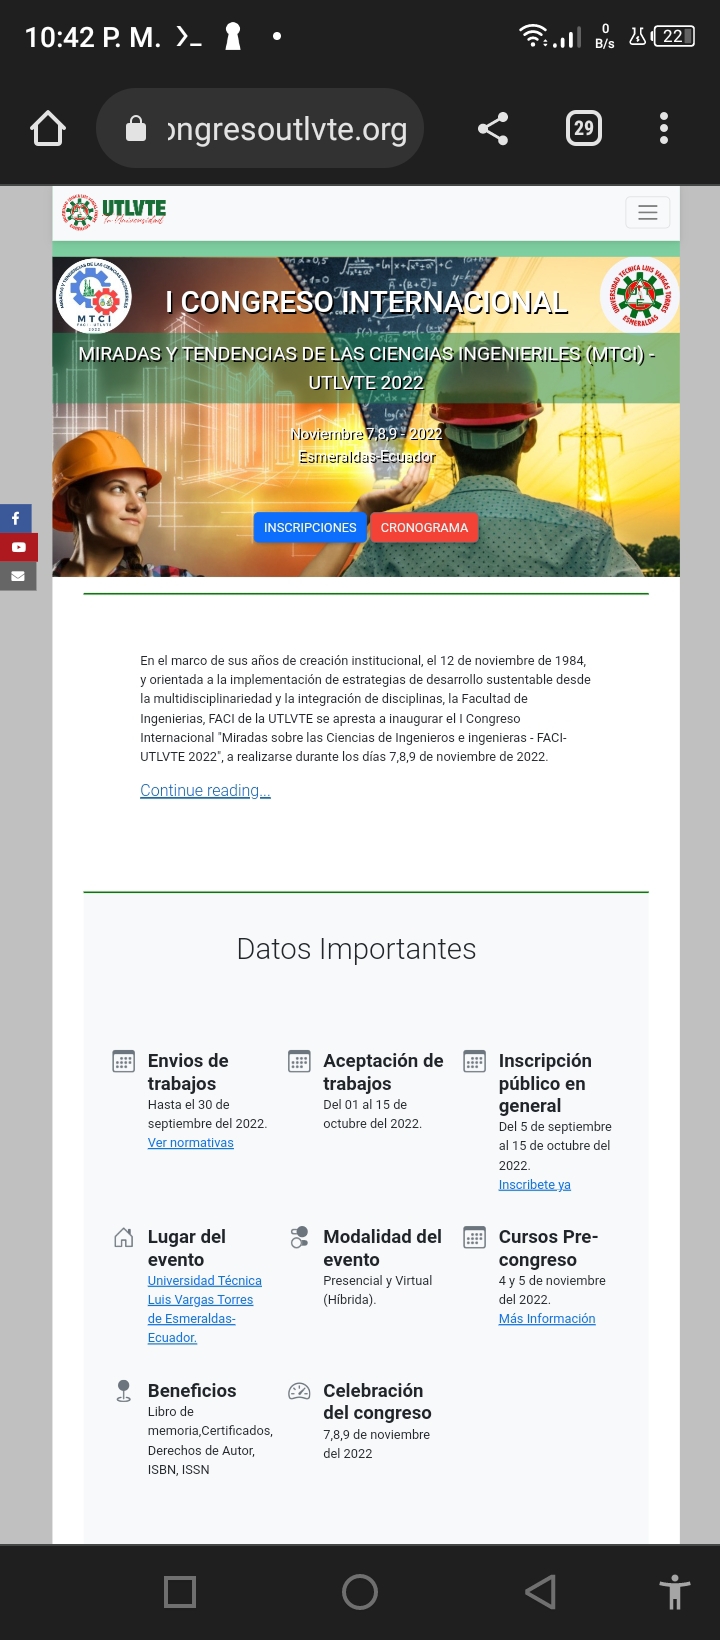 10:42 P. M.
0
B/s
22
ongresoutlvte.org
29
UTLVTE
la Universidad
I CONGRESO INTERNACIONAL
MTCI
FACI - UTLVTE
2022
UNIVERSIDAD TECNICA LUIS VARGAS TORRES
ESMERALDAS
MIRADAS Y TENDENCIAS DE LAS CIENCIAS INGENIERILES (MTCI) -
UTLVTE 2022
Noviembre 7,8,9 - 2022
Esmeraldas-Ecuador
INSCRIPCIONES
CRONOGRAMA
En el marco de sus años de creación institucional, el 12 de noviembre de 1984,
y orientada a la implementación de estrategias de desarrollo sustentable desde
la multidisciplinariedad y la integración de disciplinas, la Facultad de
Ingenierias, FACI de la UTLVTE se apresta a inaugurar el I Congreso
Internacional "Miradas sobre las Ciencias de Ingenieros e ingenieras - FACI-
UTLVTE 2022", a realizarse durante los días 7,8,9 de noviembre de 2022.
Continue reading...
Datos Importantes
Envios de
trabajos
Hasta el 30 de
septiembre del 2022.
Ver normativas
Aceptación de
trabajos
Del 01 al 15 de
octubre del 2022.
Inscripción
público en
general
Del 5 de septiembre
al 15 de octubre del
2022.
Inscribete ya
Lugar del
evento
Universidad Técnica
Luis Vargas Torres
de Esmeraldas-
Ecuador.
Modalidad del
evento
Presencial y Virtual
(Híbrida).
Cursos Pre-
congreso
4 y 5 de noviembre
del 2022.
Más Información
Beneficios
Libro de
memoria,Certificados,
Derechos de Autor,
ISBN, ISSN
Celebración
del congreso
7,8,9 de noviembre
del 2022